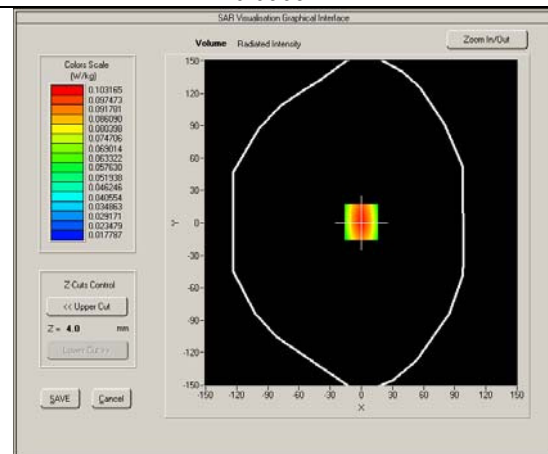 SAR Visualisation Graphical Interface
Volume Radiated Intensity
Zoom In/Out
Colors Scale
(W/kg)
0.103165
0.097473
0.091781
0.086090
0.080398
0.074706
0.069014
0.063322
0.057630
0.051938
0.046246
0.040554
0.034863
0.029171
0.023479
0.017787
Z-Cuts Control
<< Upper Cut
Z = 4.0 mm
Lower Cut >>
SAVE Cancel
150-
120-
90-
60-
30-
0-
-30-
-60-
-90-
-120-
-150-
Y
-150 -120 -90 -60 -30 0 30 60 90 120 150
X